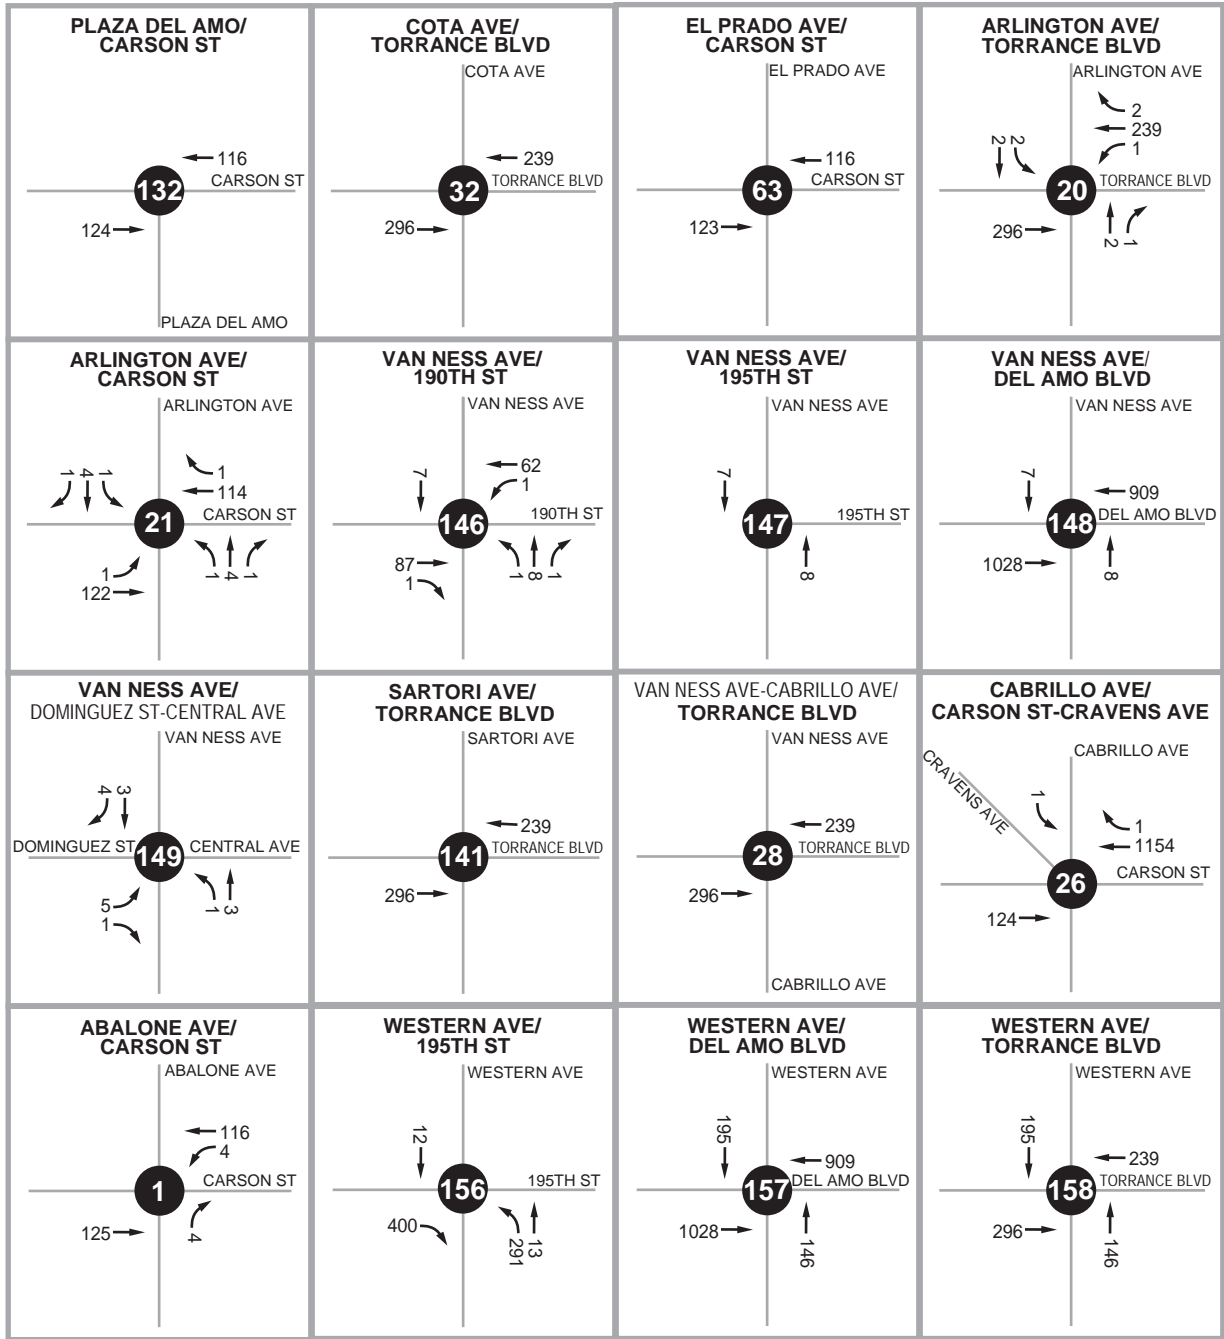 PLAZA DEL AMO/
CARSON ST
116
132
CARSON ST
124
PLAZA DEL AMO
COTA AVE/
TORRANCE BLVD
COTA AVE
239
32
TORRANCE BLVD
296
EL PRADO AVE/
CARSON ST
EL PRADO AVE
116
63
CARSON ST
123
ARLINGTON AVE/
TORRANCE BLVD
ARLINGTON AVE
2
239
1
2 2
20
TORRANCE BLVD
296
2 1
ARLINGTON AVE/
CARSON ST
ARLINGTON AVE
1 4 1
1
114
21
CARSON ST
1
122
1 4 1
VAN NESS AVE/
190TH ST
VAN NESS AVE
7
62
1
146
190TH ST
87
1
1 8 1
VAN NESS AVE/
195TH ST
VAN NESS AVE
7
147
195TH ST
8
VAN NESS AVE/
DEL AMO BLVD
VAN NESS AVE
7
909
148
DEL AMO BLVD
1028
8
VAN NESS AVE/
DOMINGUEZ ST-CENTRAL AVE
VAN NESS AVE
4 3
DOMINGUEZ ST
149
CENTRAL AVE
5
1
1 3
SARTORI AVE/
TORRANCE BLVD
SARTORI AVE
239
141
TORRANCE BLVD
296
VAN NESS AVE-CABRILLO AVE/
TORRANCE BLVD
VAN NESS AVE
239
28
TORRANCE BLVD
296
CABRILLO AVE
CABRILLO AVE/
CARSON ST-CRAVENS AVE
CABRILLO AVE
CRAVENS AVE
1
1
1154
26
CARSON ST
124
ABALONE AVE/
CARSON ST
ABALONE AVE
116
4
1
CARSON ST
125
4
WESTERN AVE/
195TH ST
WESTERN AVE
12
156
195TH ST
400
291 13
WESTERN AVE/
DEL AMO BLVD
WESTERN AVE
195
909
157
DEL AMO BLVD
1028
146
WESTERN AVE/
TORRANCE BLVD
WESTERN AVE
195
239
158
TORRANCE BLVD
296
146